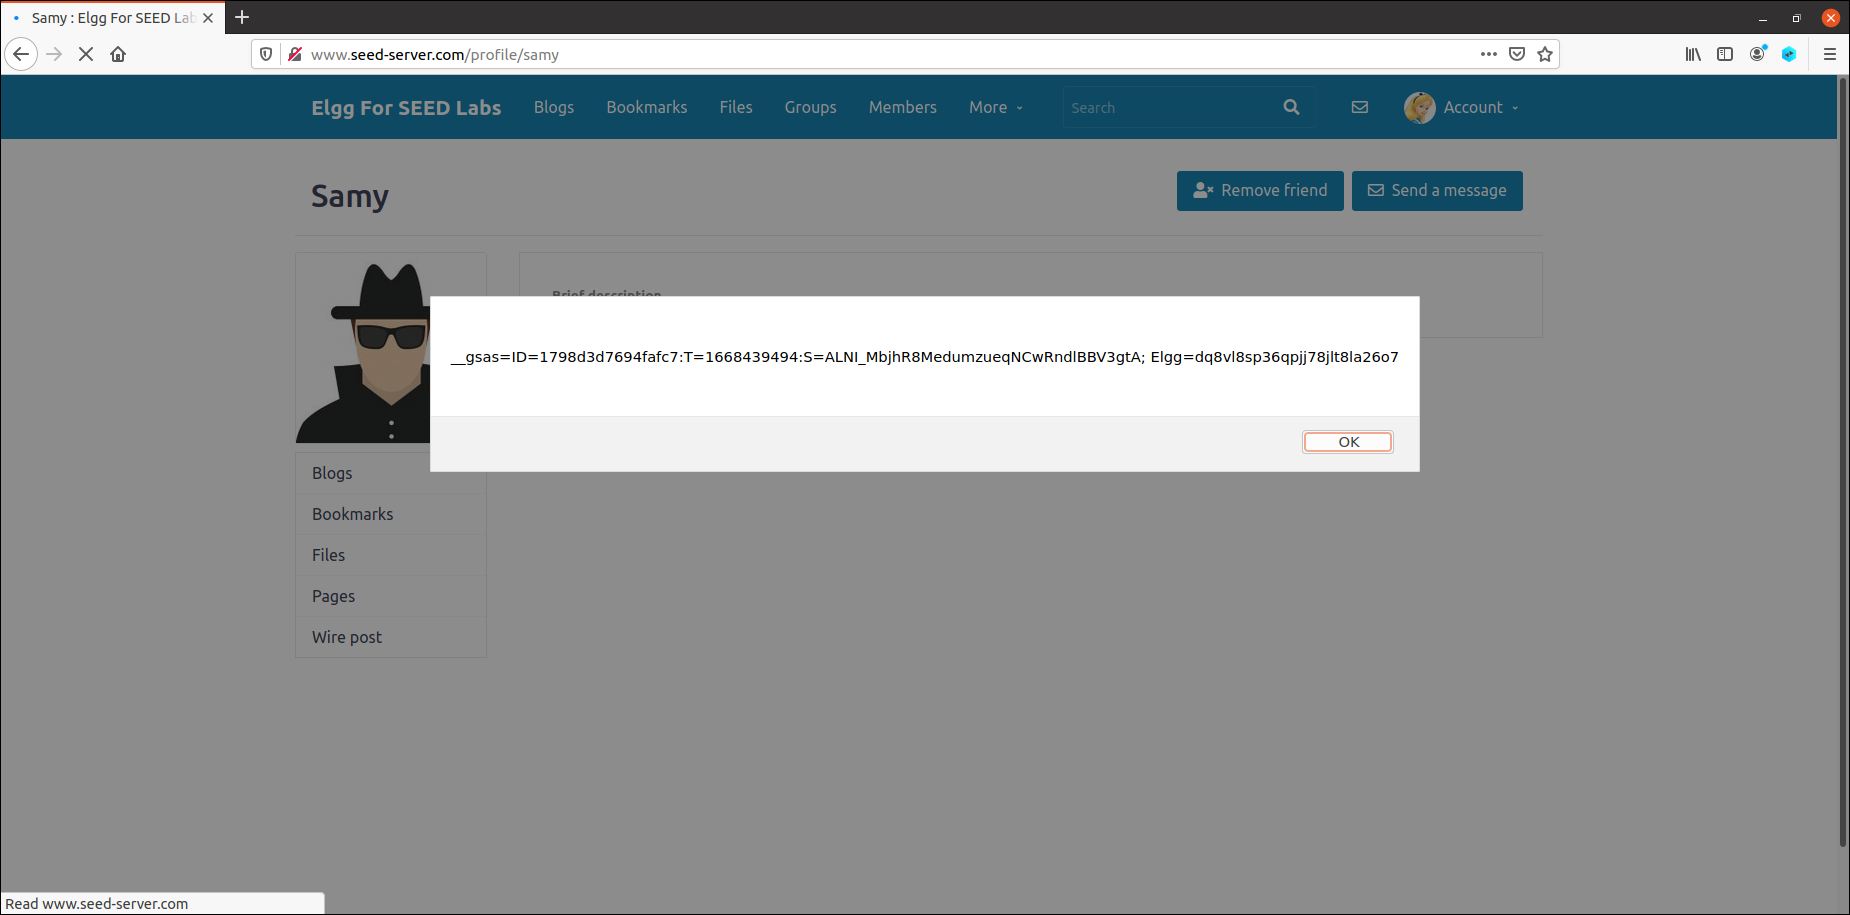 Samy : Elgg For SEED Lab
www.seed-server.com/profile/samy
Elgg For SEED Labs Blogs Bookmarks Files Groups Members More Search Account
Samy
Remove friend Send a message
Brief description
__gsas=ID=1798d3d7694fafc7:T=1668439494:S=ALNI_MbjhR8MedumzueqNCwRndlBBV3gtA; Elgg=dq8vl8sp36qpjj78jlt8la26o7
OK
Blogs
Bookmarks
Files
Pages
Wire post
Read www.seed-server.com